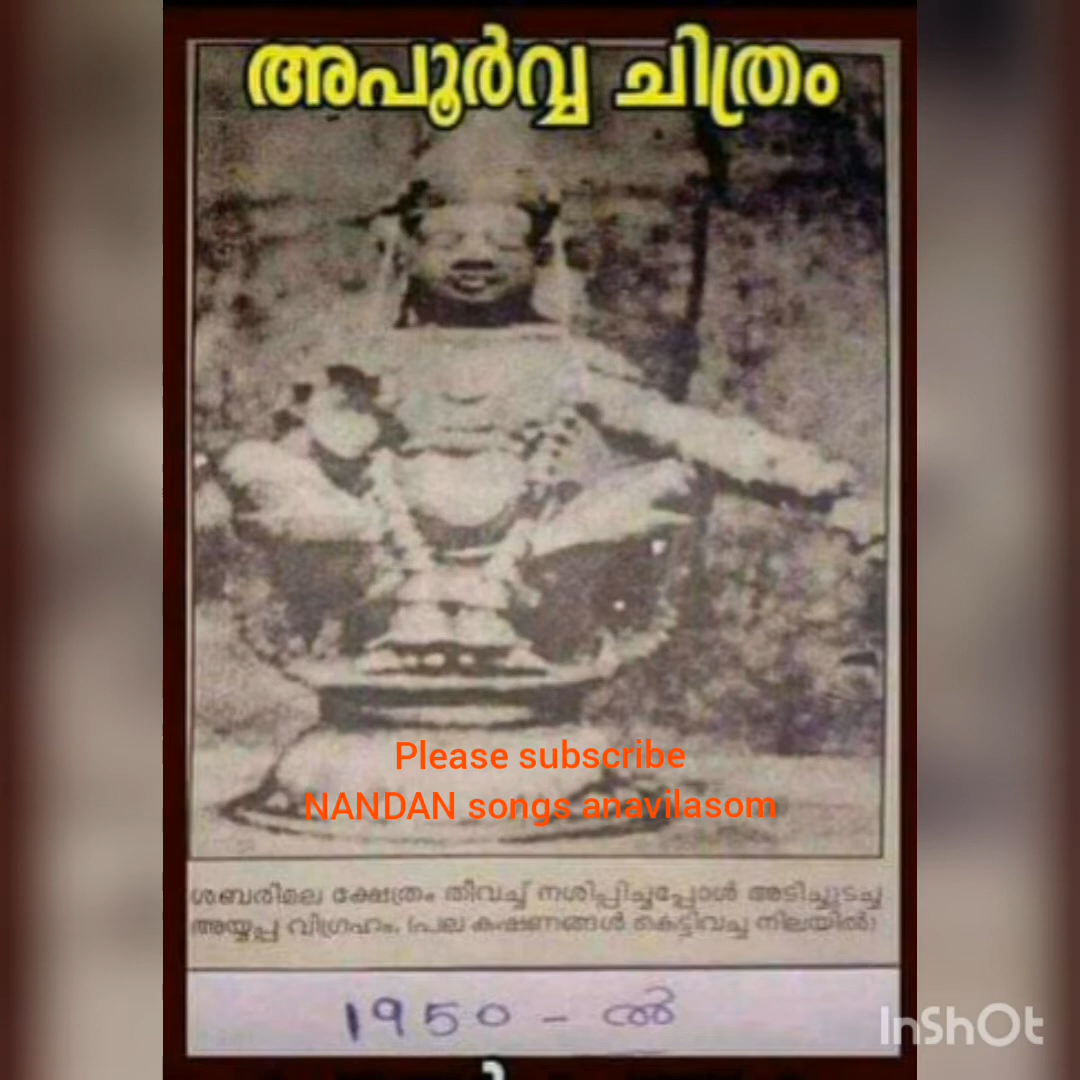 അപൂർവ്വ ചിത്രം
Please subscribe
NANDAN songs anavilasom
ശബരിമല ക്ഷേത്രം തീവച്ച് നശിപ്പിച്ചപ്പോൾ അടിച്ചുടച്ച
അയ്യപ്പ വിഗ്രഹം. (പല കഷണങ്ങൾ കെട്ടിവച്ച നിലയിൽ)
1950 - ൽ
InShOt